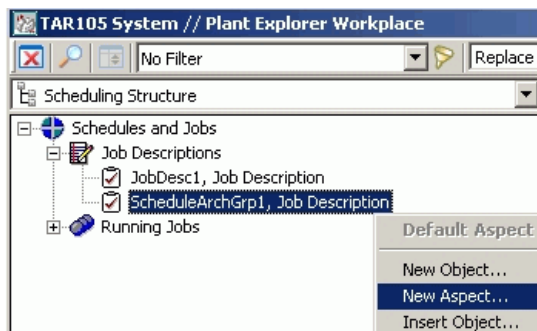 TAR105 System // Plant Explorer Workplace
No Filter Replace
Scheduling Structure
Schedules and Jobs
Job Descriptions
JobDesc1, Job Description
ScheduleArchGrp1, Job Description
Running Jobs
Default Aspect
New Object...
New Aspect...
Insert Object...